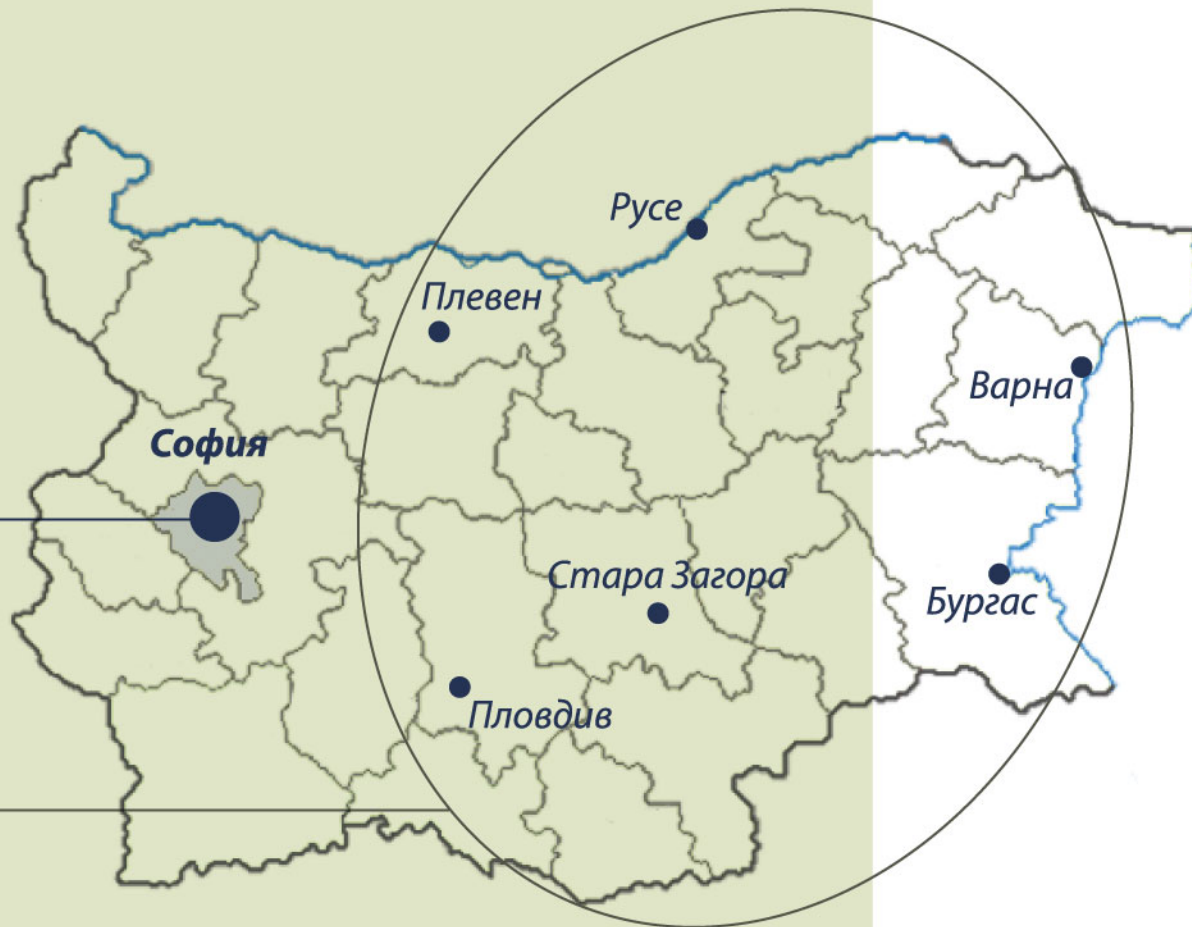 Русе
Плевен
Варна
София
Стара Загора
Бургас
Пловдив